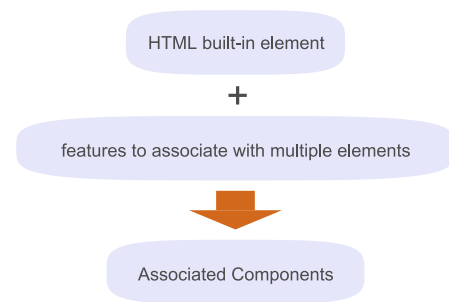 HTML built-in element
+
features to associate with multiple elements
Associated Components